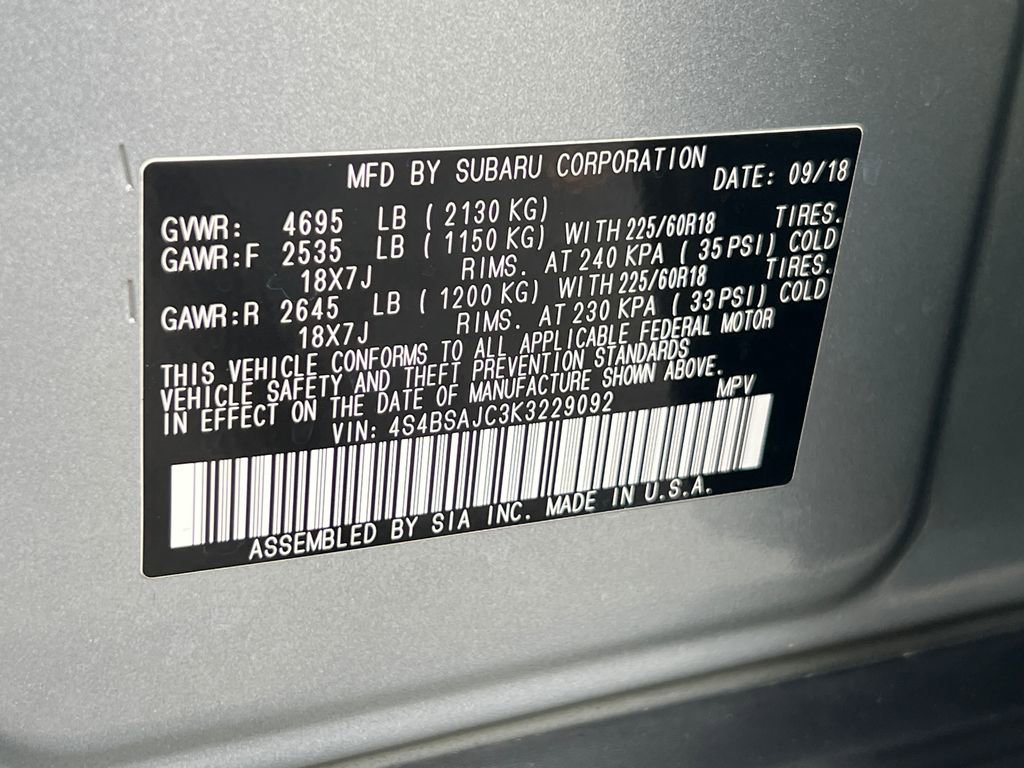 MFD BY SUBARU CORPORATION DATE: 09/18
GVWR: 4695 LB ( 2130 KG)
GAWR:F 2535 LB ( 1150 KG) WITH 225/60R18 TIRES.
18X7J RIMS. AT 240 KPA ( 35 PSI) COLD
GAWR:R 2645 LB ( 1200 KG) WITH 225/60R18 TIRES.
18X7J RIMS. AT 230 KPA ( 33 PSI) COLD
THIS VEHICLE CONFORMS TO ALL APPLICABLE FEDERAL MOTOR
VEHICLE SAFETY AND THEFT PREVENTION STANDARDS
IN EFFECT ON THE DATE OF MANUFACTURE SHOWN ABOVE.
VIN: 4S4BSAJC3K3229092 MPV
ASSEMBLED BY SIA INC. MADE IN U.S.A.